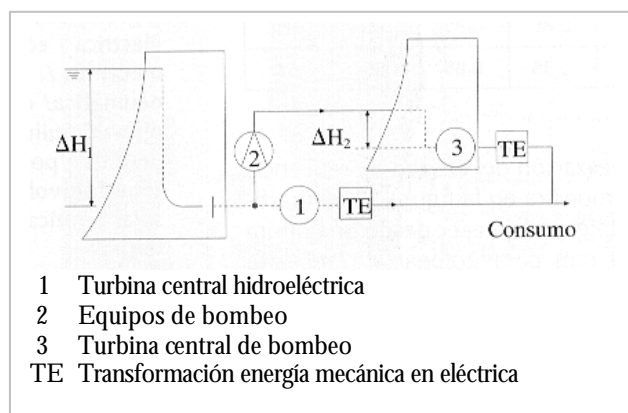 ΔH₁
2
ΔH₂
3
TE
1
TE
Consumo
1 Turbina central hidroeléctrica
2 Equipos de bombeo
3 Turbina central de bombeo
TE Transformación energía mecánica en eléctrica